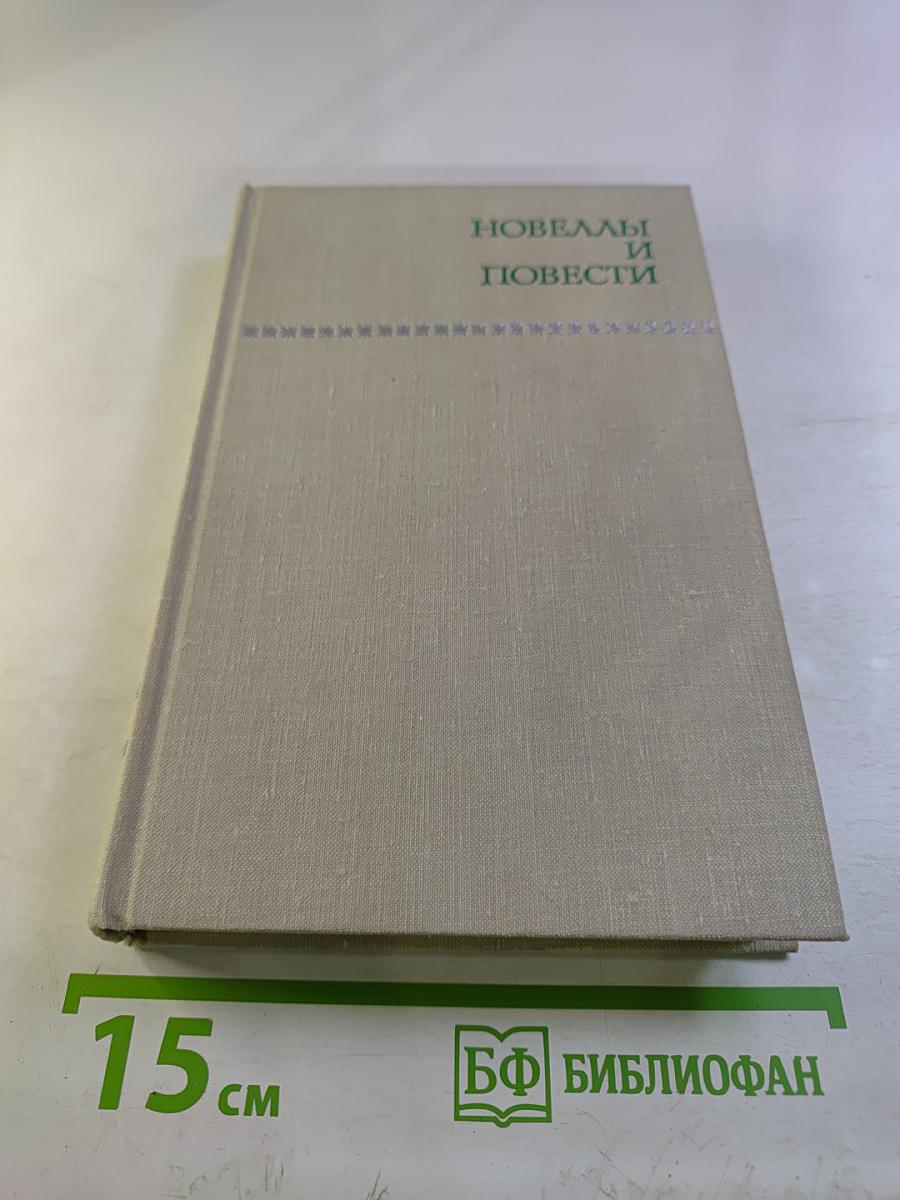 НОВЕЛЛЫ
И
ПОВЕСТИ
15 см
БФ БИБЛИОФАН